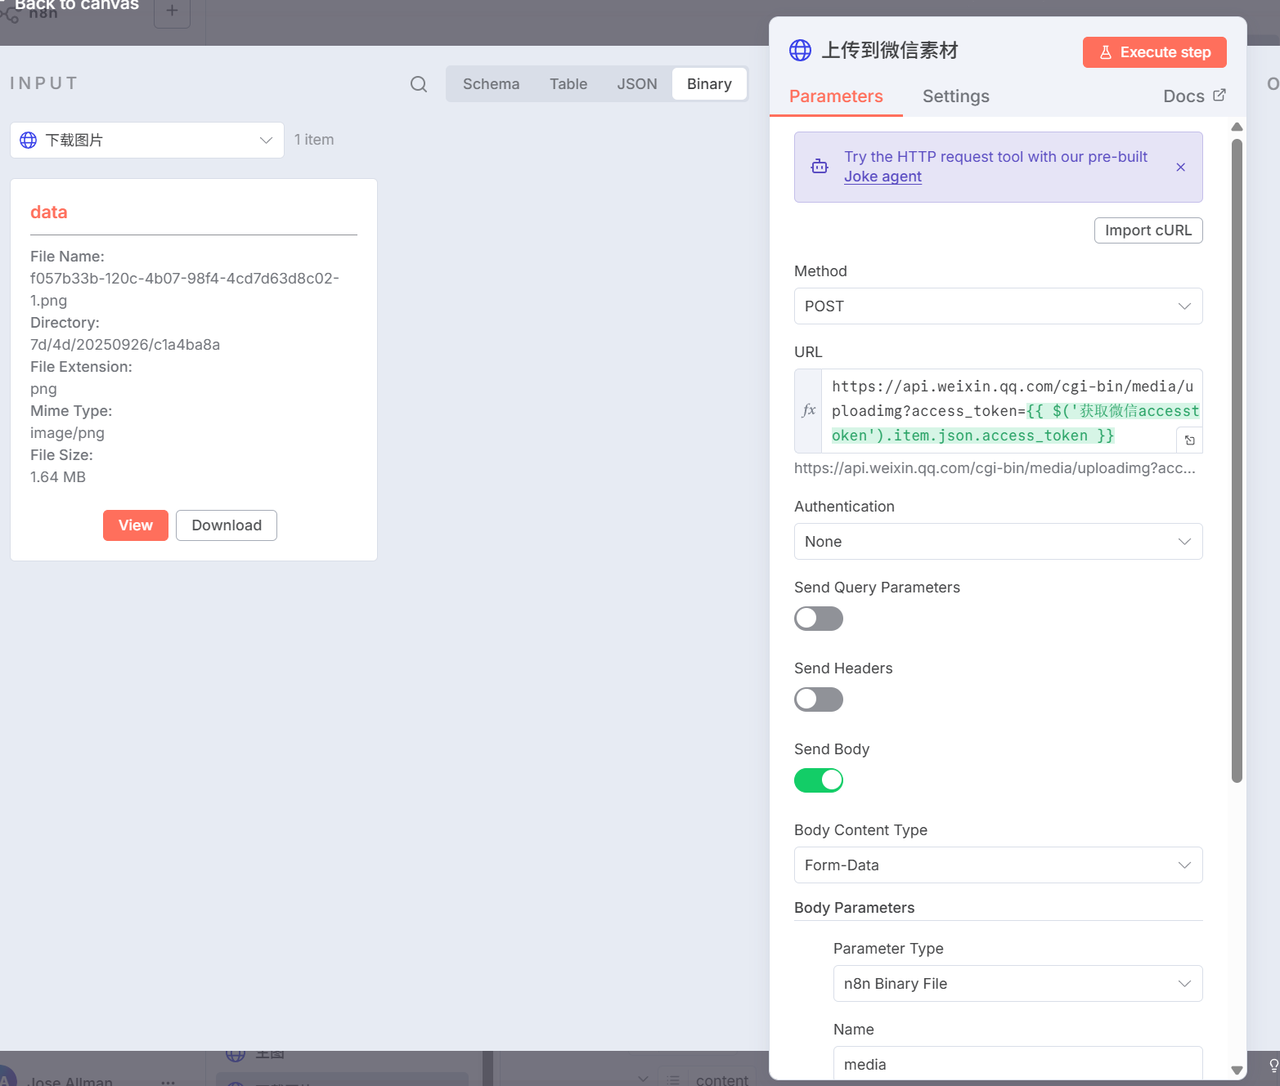 Back to canvas
n8n
+
INPUT
Schema
Table
JSON
Binary
下载图片
1 item
data
File Name:
f057b33b-120c-4b07-98f4-4cd7d63d8c02-
1.png
Directory:
7d/4d/20250926/c1a4ba8a
File Extension:
png
Mime Type:
image/png
File Size:
1.64 MB
View
Download
上传到微信素材
Execute step
Parameters
Settings
Docs
Try the HTTP request tool with our pre-built
Joke agent
Import cURL
Method
POST
URL
fx
https://api.weixin.qq.com/cgi-bin/media/u
ploadimg?access_token={{ $('获取微信accesst
oken').item.json.access_token }}
https://api.weixin.qq.com/cgi-bin/media/uploadimg?acc...
Authentication
None
Send Query Parameters
Send Headers
Send Body
Body Content Type
Form-Data
Body Parameters
Parameter Type
n8n Binary File
Name
media
Jose Allman
content